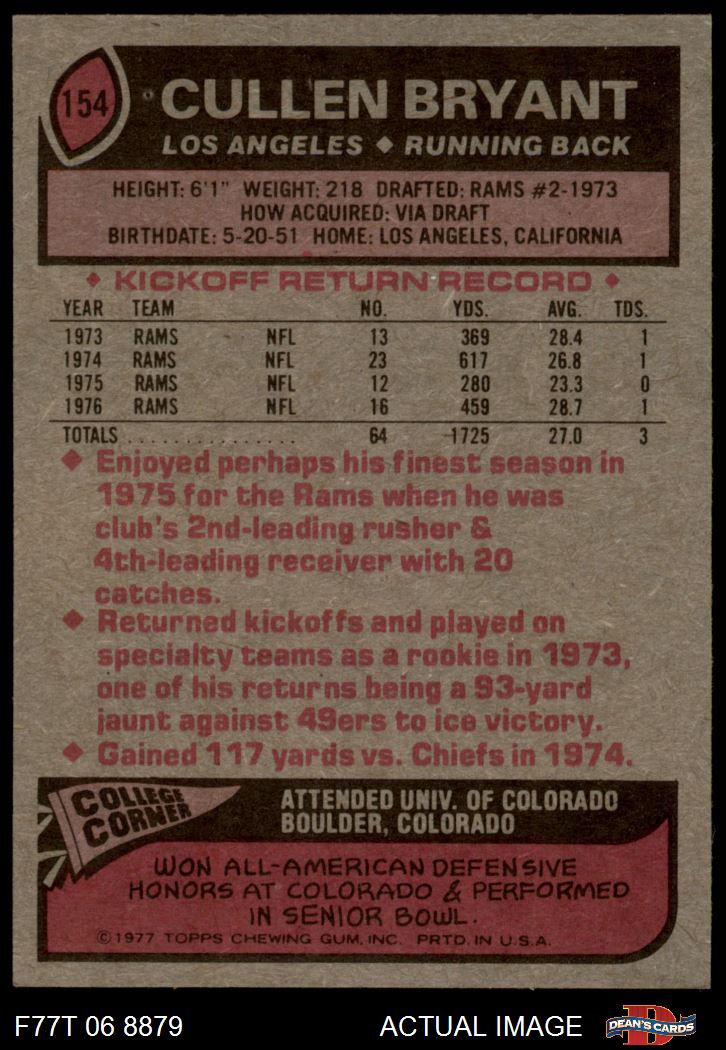 154
CULLEN BRYANT
LOS ANGELES ◆ RUNNING BACK
HEIGHT: 6'1" WEIGHT: 218 DRAFTED: RAMS #2-1973
HOW ACQUIRED: VIA DRAFT
BIRTHDATE: 5-20-51 HOME: LOS ANGELES, CALIFORNIA
◆ KICKOFF RETURN RECORD ◆
YEAR TEAM NO. YDS. AVG. TDS.
1973 RAMS NFL 13 369 28.4 1
1974 RAMS NFL 23 617 26.8 1
1975 RAMS NFL 12 280 23.3 0
1976 RAMS NFL 16 459 28.7 1
TOTALS . . . . . . . . . . . . . . . 64 1725 27.0 3
◆ Enjoyed perhaps his finest season in
1975 for the Rams when he was
club's 2nd-leading rusher &
4th-leading receiver with 20
catches.
◆ Returned kickoffs and played on
specialty teams as a rookie in 1973,
one of his returns being a 93-yard
jaunt against 49ers to ice victory.
◆ Gained 117 yards vs. Chiefs in 1974.
COLLEGE
CORNER
ATTENDED UNIV. OF COLORADO
BOULDER, COLORADO
WON ALL-AMERICAN DEFENSIVE
HONORS AT COLORADO & PERFORMED
IN SENIOR BOWL.
©1977 TOPPS CHEWING GUM, INC. PRTD. IN U.S.A.
F77T 06 8879 ACTUAL IMAGE
D
DEAN'S CARDS